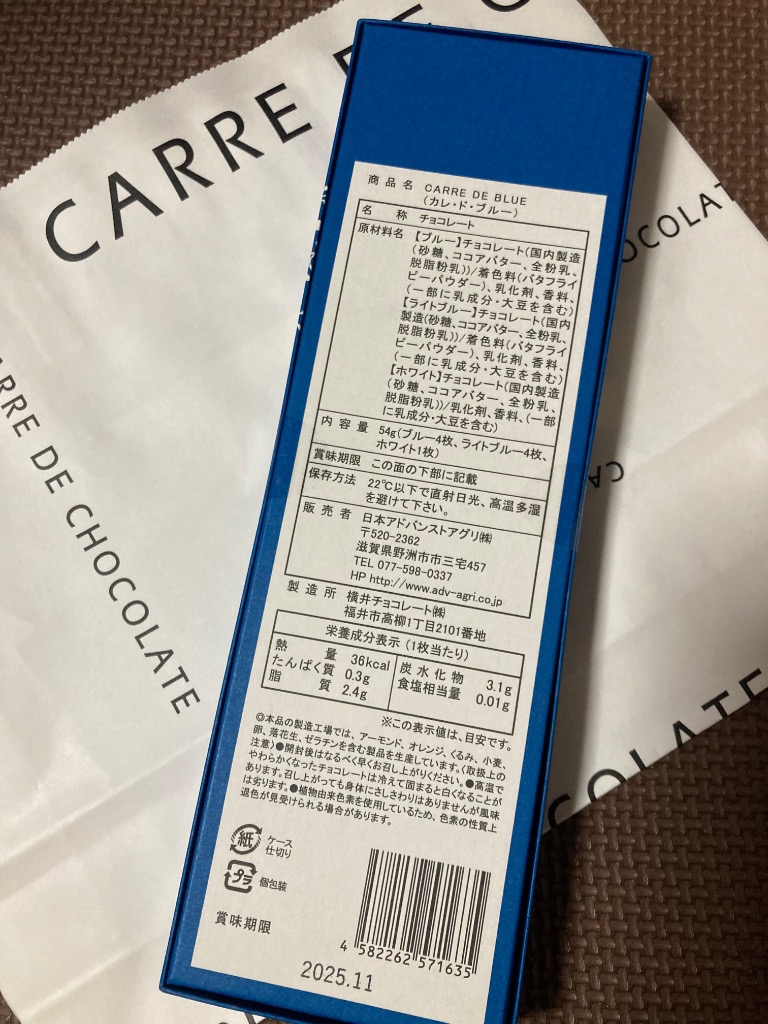 CARRE DE C
CHOCOLAT
CARRE DE CHOCOLATE
CA
COLATE
商品名 CARRE DE BLUE
(カレ・ド・ブルー)
名称 チョコレート
原材料名 【ブルー】チョコレート(国内製造
(砂糖、ココアバター、全粉乳、
脱脂粉乳))/着色料(バタフライ
ピーパウダー)、乳化剤、香料、
(一部に乳成分・大豆を含む)
【ライトブルー】チョコレート(国内
製造(砂糖、ココアバター、全粉乳、
脱脂粉乳))/着色料(バタフライ
ピーパウダー)、乳化剤、香料、
(一部に乳成分・大豆を含む)
【ホワイト】チョコレート(国内製造
(砂糖、ココアバター、全粉乳、
脱脂粉乳))/乳化剤、香料、(一部
に乳成分・大豆を含む)
内容量 54g(ブルー4枚、ライトブルー4枚、
ホワイト1枚)
賞味期限 この面の下部に記載
保存方法 22℃以下で直射日光、高温多湿
を避けて下さい。
販売者 日本アドバンストアグリ㈱
〒520-2362
滋賀県野洲市市三宅457
TEL 077-598-0337
HP http://www.adv-agri.co.jp
製造所 横井チョコレート㈱
福井市高柳1丁目2101番地
栄養成分表示(1枚当たり)
熱量 36kcal 炭水化物 3.1g
たんぱく質 0.3g 食塩相当量 0.01g
脂質 2.4g
※この表示値は、目安です。
◎本品の製造工場では、アーモンド、オレンジ、くるみ、小麦、
卵、落花生、ゼラチンを含む製品を生産しています。(取扱上の
注意)●開封後はなるべく早くお召し上がりください。●高温で
やわらかくなったチョコレートは冷えて固まると白くなることが
あります。召し上がっても身体にさしさわりはありませんが風味
は劣ります。●植物由来色素を使用しているため、色素の性質上
退色が見受けられる場合があります。
紙 ケース
仕切り
プラ 個包装
賞味期限
4 582262 571635
2025.11